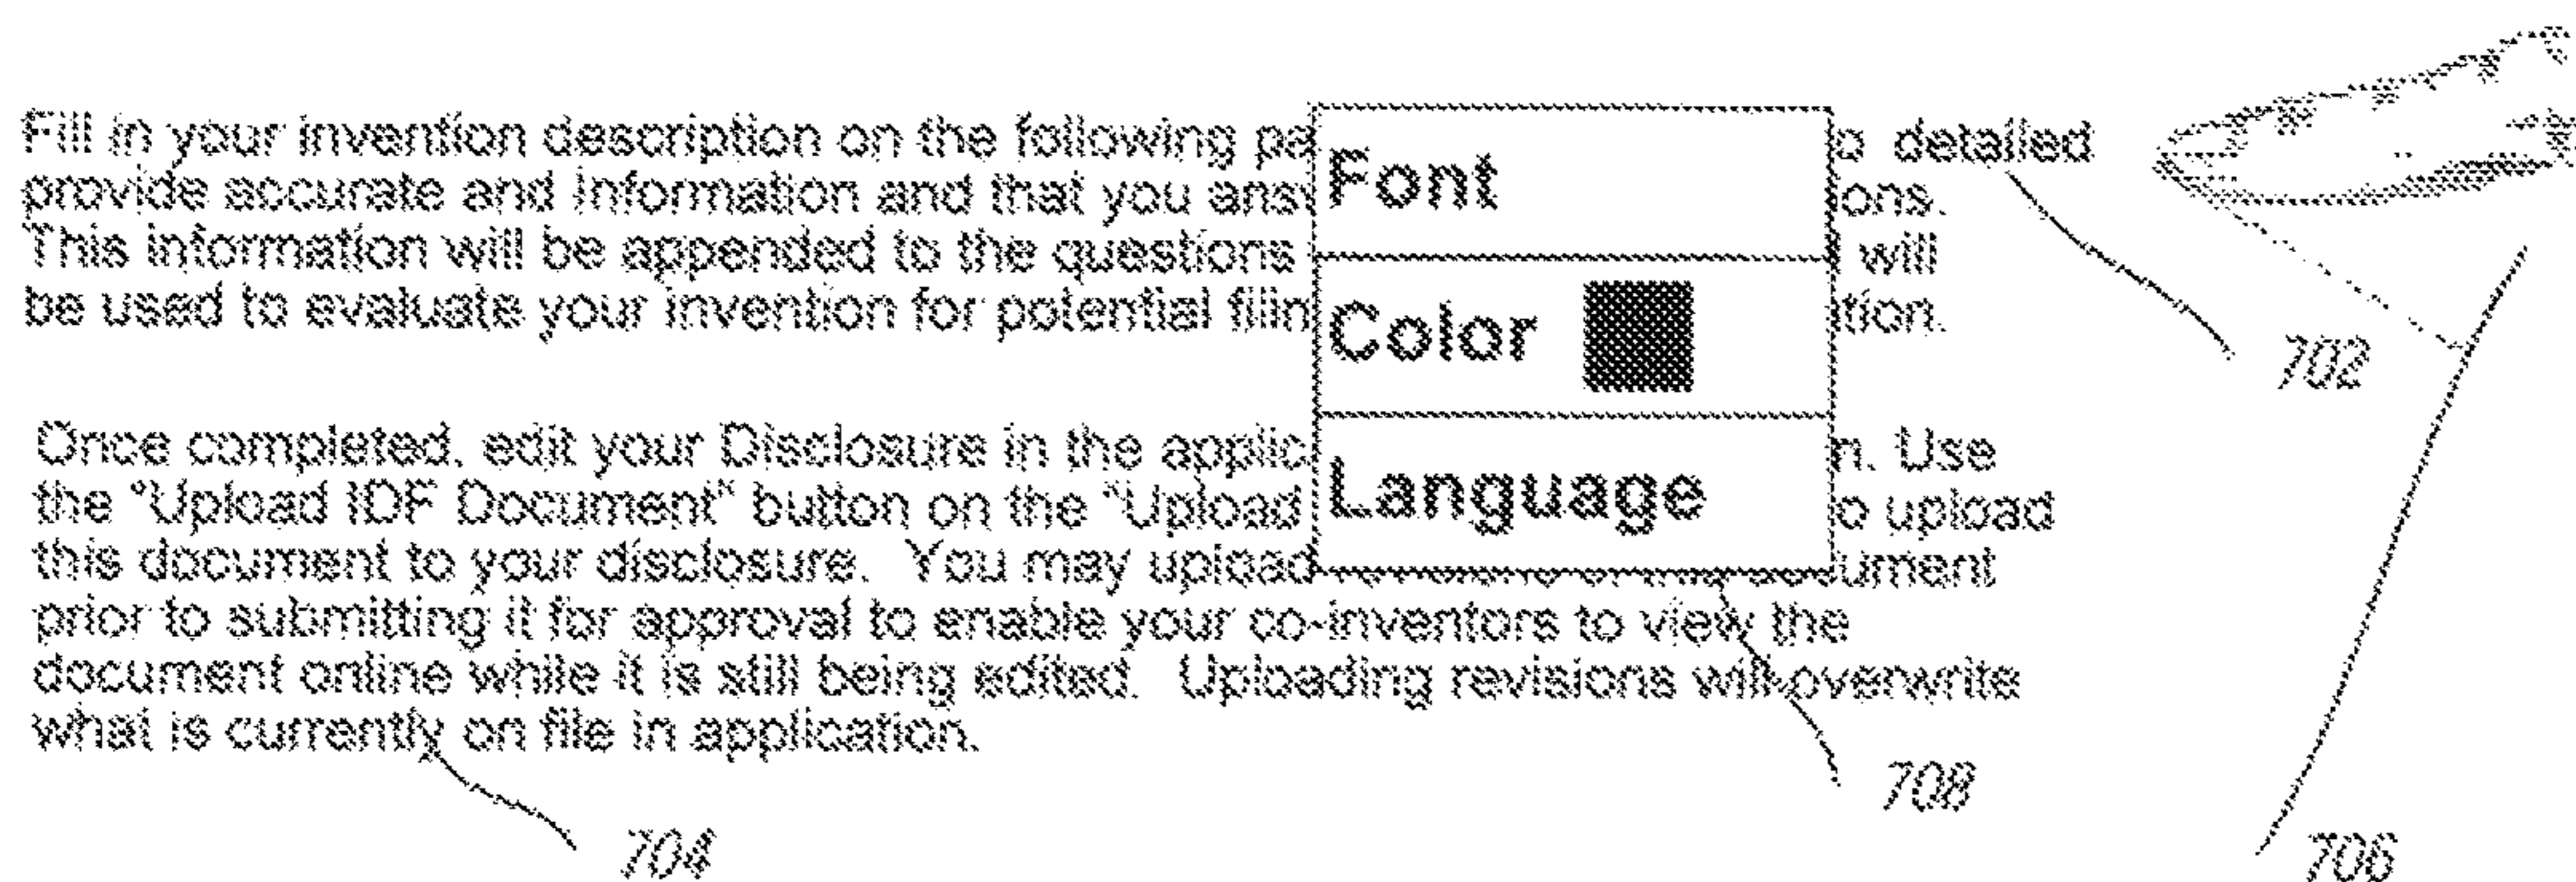 Fill in your invention description on the following pa
o detailed
provide accurate and Information and that you ans
ons.
This information will be appended to the questions
will
be used to evaluate your invention for potential filin
tion.
Font
Color
Language
702
Once completed, edit your Disclosure in the applic
n. Use
the "Upload IDF Document" button on the "Upload
o upload
this document to your disclosure. You may upload
ument
prior to submitting it for approval to enable your co-inventors to view the
document online while it is still being edited. Uploading revisions will overwrite
what is currently on file in application.
708
704
706